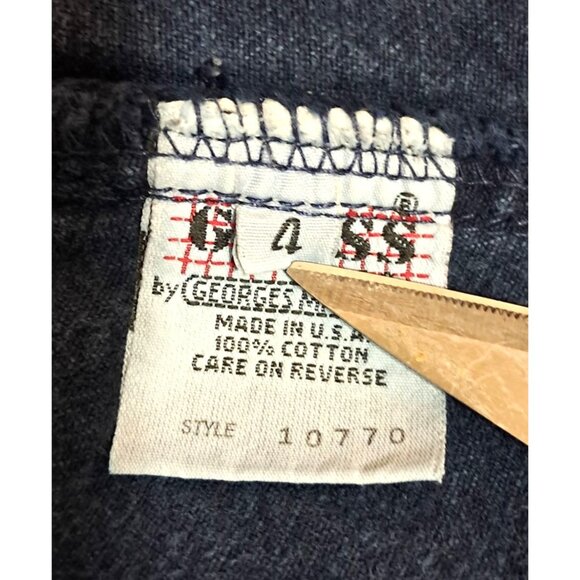 G SS ®
4
by GEORGES
MADE IN U.S.A.
100% COTTON
CARE ON REVERSE
STYLE 10770